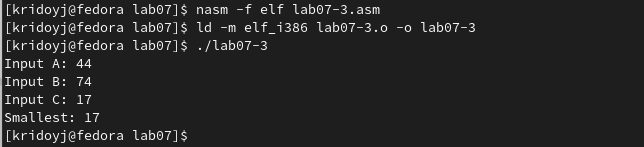 [kridoyj@fedora lab07]$ nasm -f elf lab07-3.asm
[kridoyj@fedora lab07]$ ld -m elf_i386 lab07-3.o -o lab07-3
[kridoyj@fedora lab07]$ ./lab07-3
Input A: 44
Input B: 74
Input C: 17
Smallest: 17
[kridoyj@fedora lab07]$